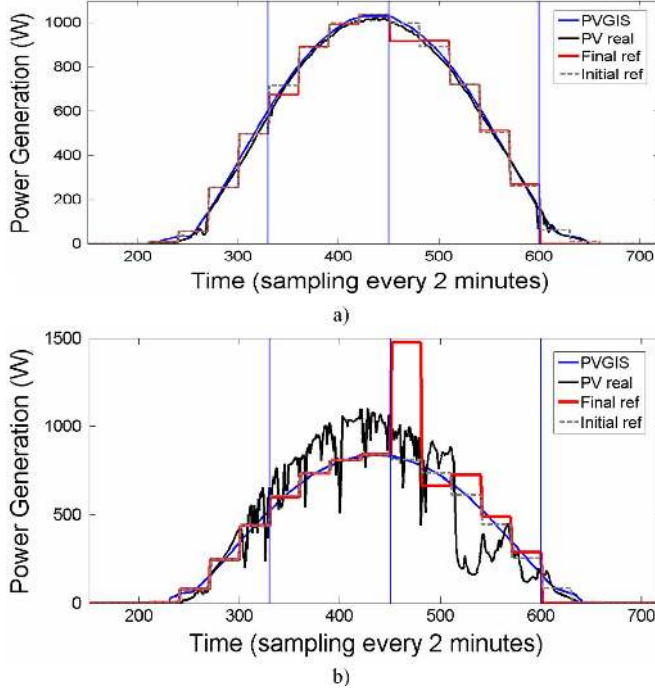 1000
800
600
400
200
0
Power Generation (W)
PVGIS
PV real
Final ref
Initial ref
300 400 500 600 700
Time (sampling every 2 minutes)
a)
1500
1000
500
0
Power Generation (W)
PVGIS
PV real
Final ref
Initial ref
200 300 400 500 600 700
Time (sampling every 2 minutes)
b)